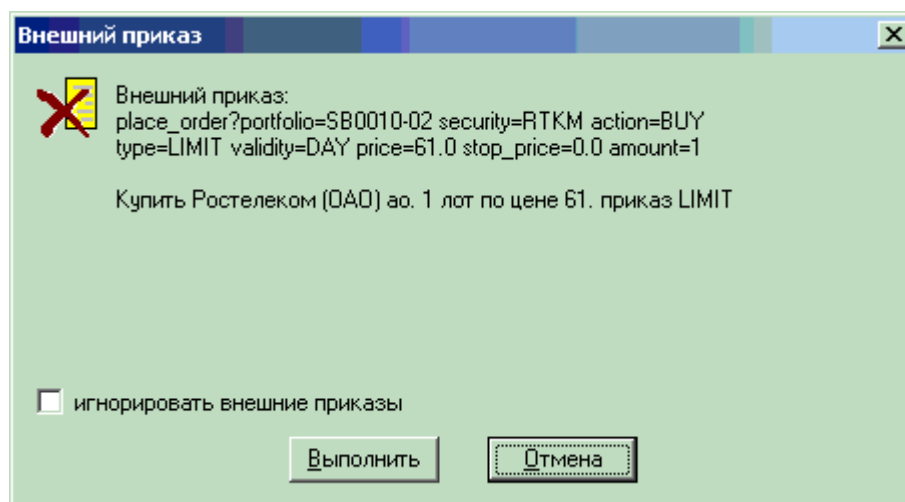 Внешний приказ
Внешний приказ:
place_order?portfolio=SB0010-02 security=RTKM action=BUY
type=LIMIT validity=DAY price=61.0 stop_price=0.0 amount=1
Купить Ростелеком (ОАО) ао. 1 лот по цене 61. приказ LIMIT
игнорировать внешние приказы
Выполнить
Отмена